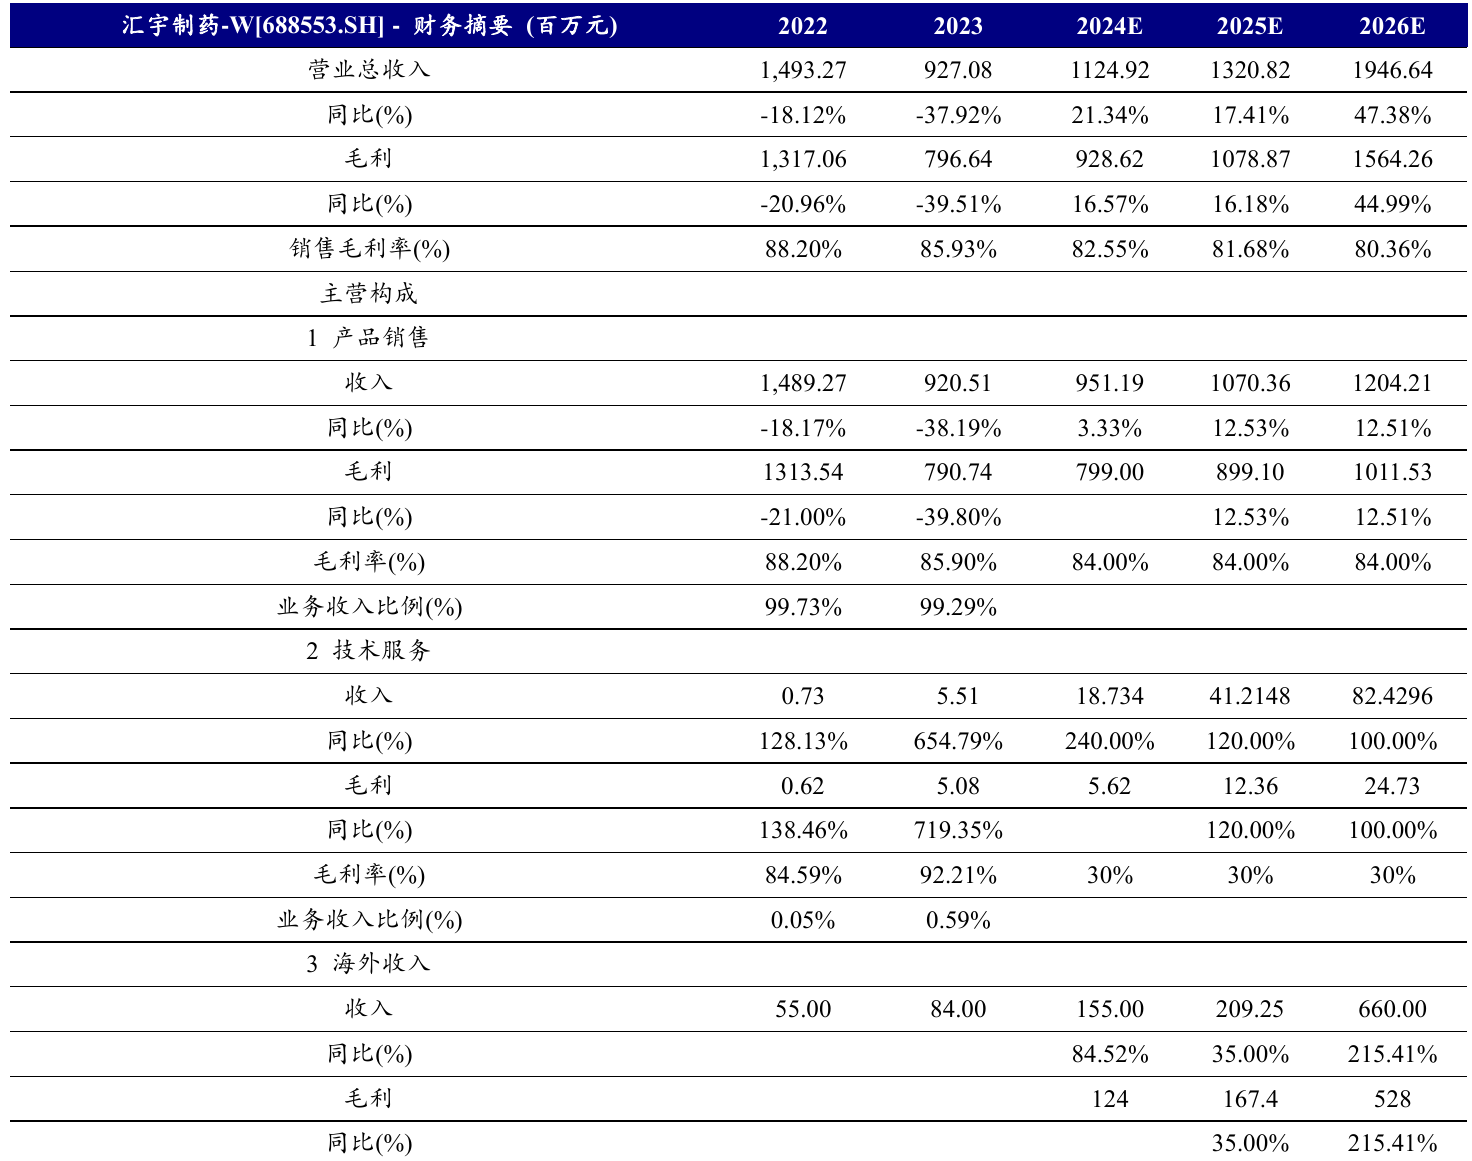 汇宇制药-W[688553.SH] - 财务摘要 (百万元) 2022 2023 2024E 2025E 2026E
营业总收入 1,493.27 927.08 1124.92 1320.82 1946.64
同比(%) -18.12% -37.92% 21.34% 17.41% 47.38%
毛利 1,317.06 796.64 928.62 1078.87 1564.26
同比(%) -20.96% -39.51% 16.57% 16.18% 44.99%
销售毛利率(%) 88.20% 85.93% 82.55% 81.68% 80.36%
主营构成
1 产品销售
收入 1,489.27 920.51 951.19 1070.36 1204.21
同比(%) -18.17% -38.19% 3.33% 12.53% 12.51%
毛利 1313.54 790.74 799.00 899.10 1011.53
同比(%) -21.00% -39.80% 12.53% 12.51%
毛利率(%) 88.20% 85.90% 84.00% 84.00% 84.00%
业务收入比例(%) 99.73% 99.29%
2 技术服务
收入 0.73 5.51 18.734 41.2148 82.4296
同比(%) 128.13% 654.79% 240.00% 120.00% 100.00%
毛利 0.62 5.08 5.62 12.36 24.73
同比(%) 138.46% 719.35% 120.00% 100.00%
毛利率(%) 84.59% 92.21% 30% 30% 30%
业务收入比例(%) 0.05% 0.59%
3 海外收入
收入 55.00 84.00 155.00 209.25 660.00
同比(%) 84.52% 35.00% 215.41%
毛利 124 167.4 528
同比(%) 35.00% 215.41%